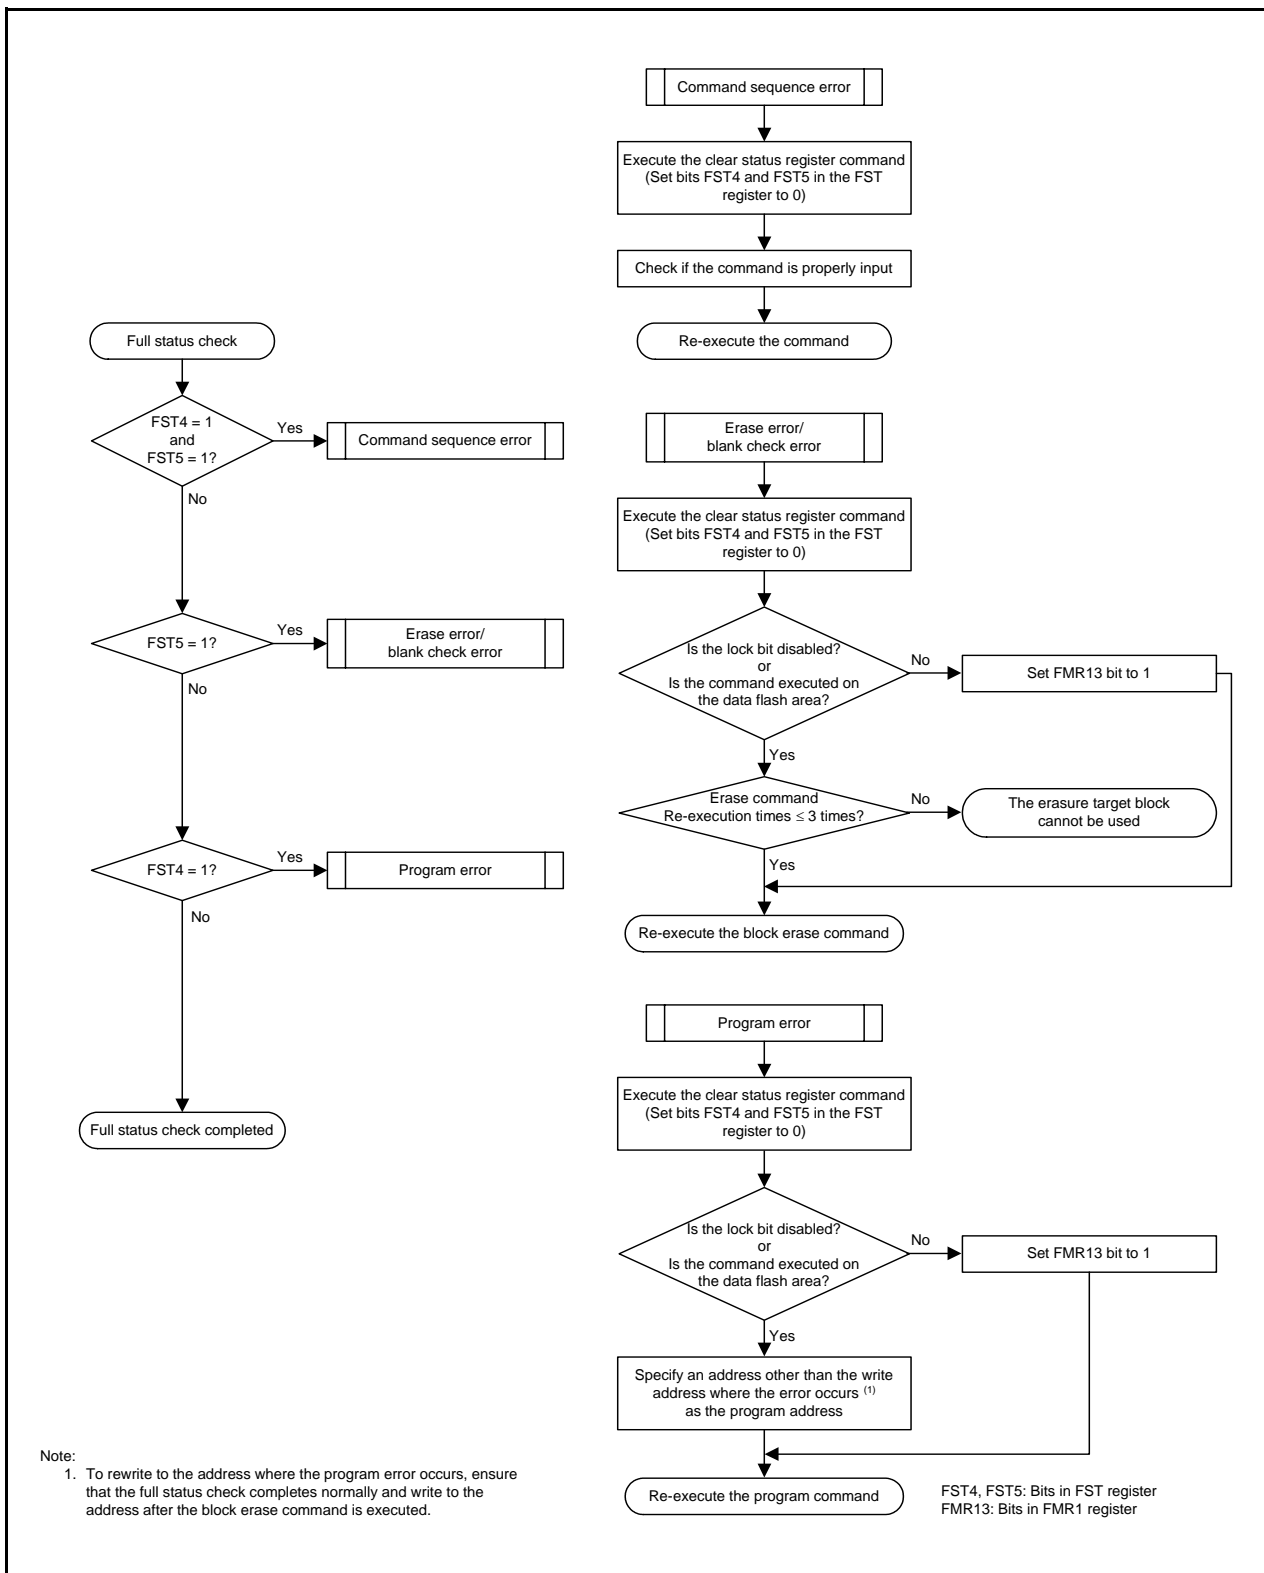 Full status check
FST4 = 1
and
FST5 = 1?
Yes
Command sequence error
No
FST5 = 1?
Yes
Erase error/
blank check error
No
FST4 = 1?
Yes
Program error
No
Full status check completed
Command sequence error
Execute the clear status register command
(Set bits FST4 and FST5 in the FST
register to 0)
Check if the command is properly input
Re-execute the command
Erase error/
blank check error
Execute the clear status register command
(Set bits FST4 and FST5 in the FST
register to 0)
Is the lock bit disabled?
or
Is the command executed on
the data flash area?
No
Set FMR13 bit to 1
Yes
Erase command
Re-execution times ≤ 3 times?
No
The erasure target block
cannot be used
Yes
Re-execute the block erase command
Program error
Execute the clear status register command
(Set bits FST4 and FST5 in the FST
register to 0)
Is the lock bit disabled?
or
Is the command executed on
the data flash area?
No
Set FMR13 bit to 1
Yes
Specify an address other than the write
address where the error occurs (1)
as the program address
Re-execute the program command
Note:
1. To rewrite to the address where the program error occurs, ensure
that the full status check completes normally and write to the
address after the block erase command is executed.
FST4, FST5: Bits in FST register
FMR13: Bits in FMR1 register